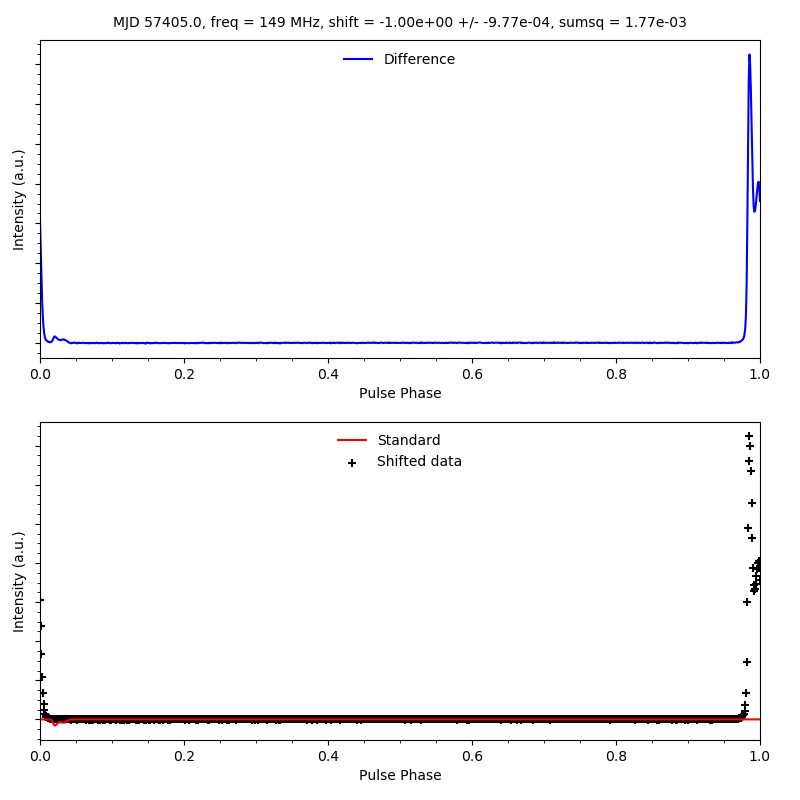 MJD 57405.0, freq = 149 MHz, shift = -1.00e+00 +/- -9.77e-04, sumsq = 1.77e-03
Difference
Intensity (a.u.)
0.0 0.2 0.4 0.6 0.8 1.0
Pulse Phase
Standard
Shifted data
Intensity (a.u.)
0.0 0.2 0.4 0.6 0.8 1.0
Pulse Phase